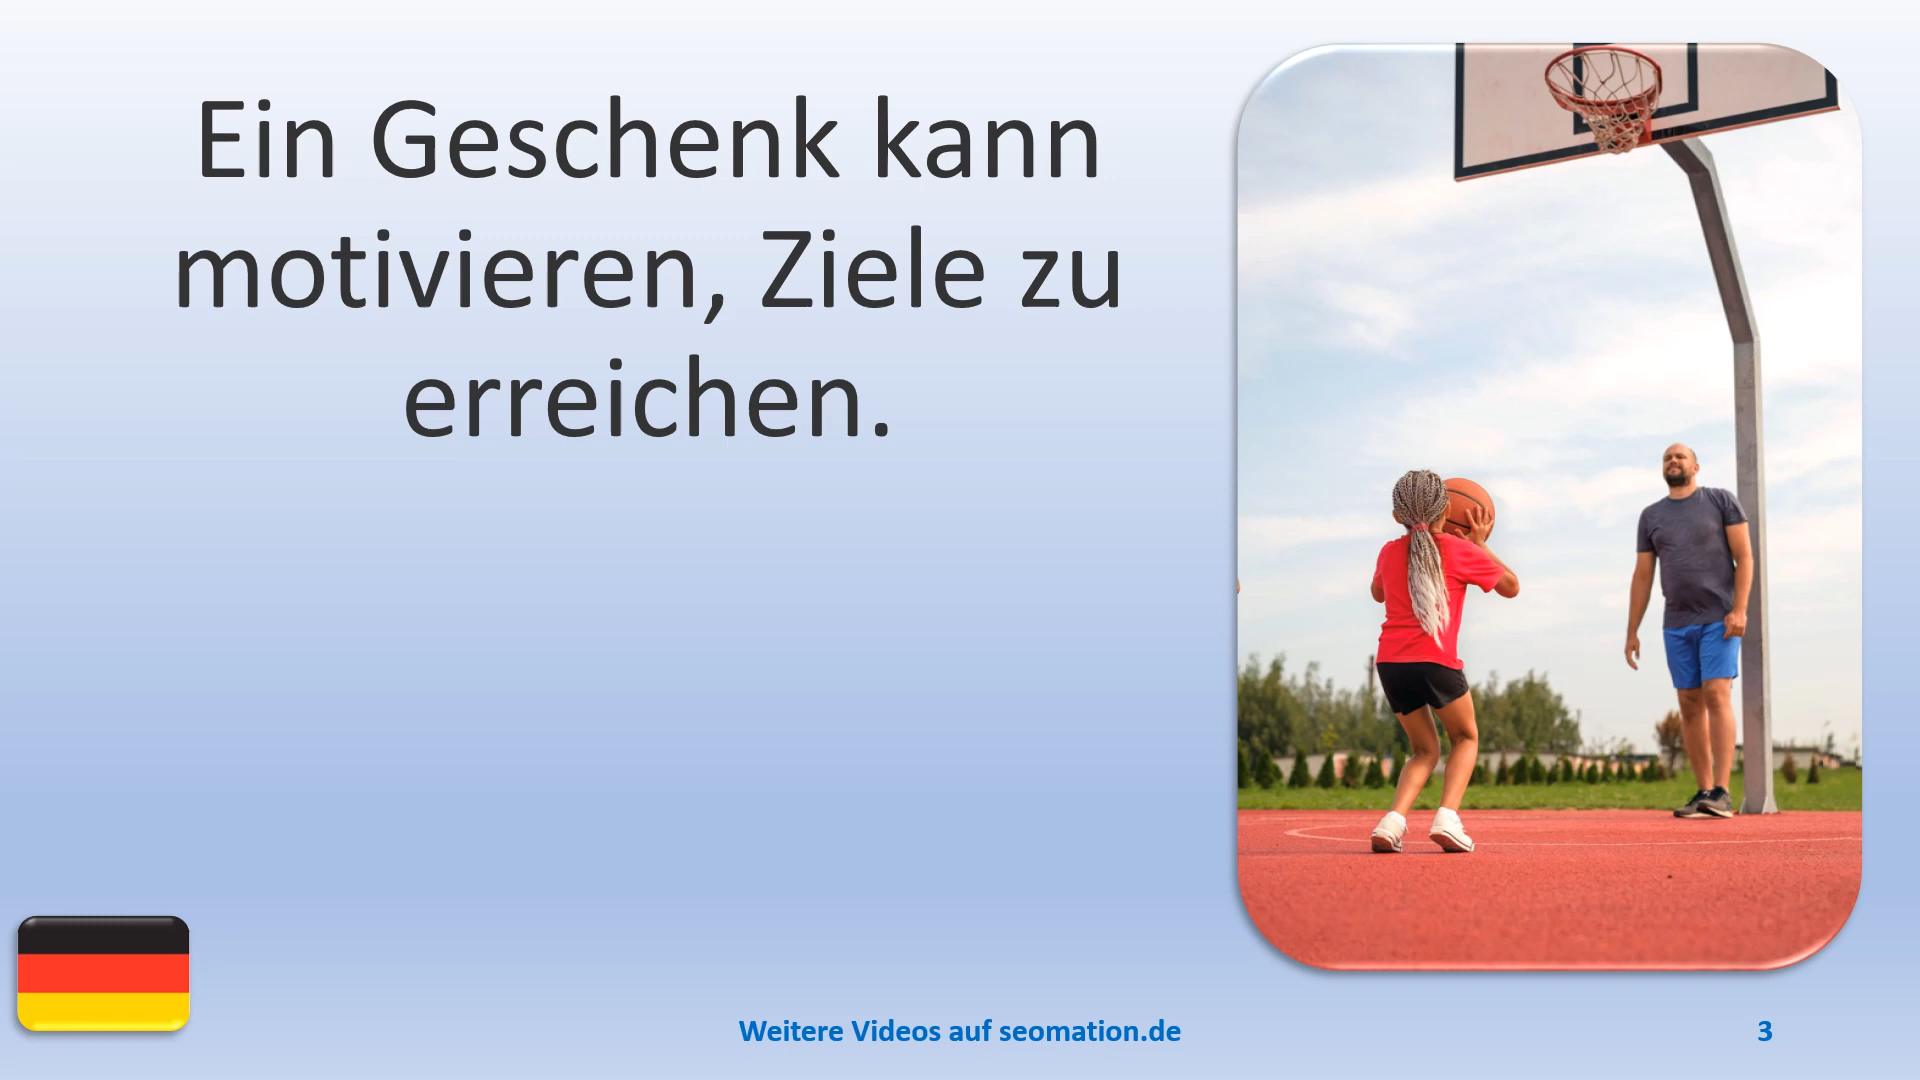 Ein Geschenk kann
motivieren, Ziele zu
erreichen.
Weitere Videos auf seomation.de
3